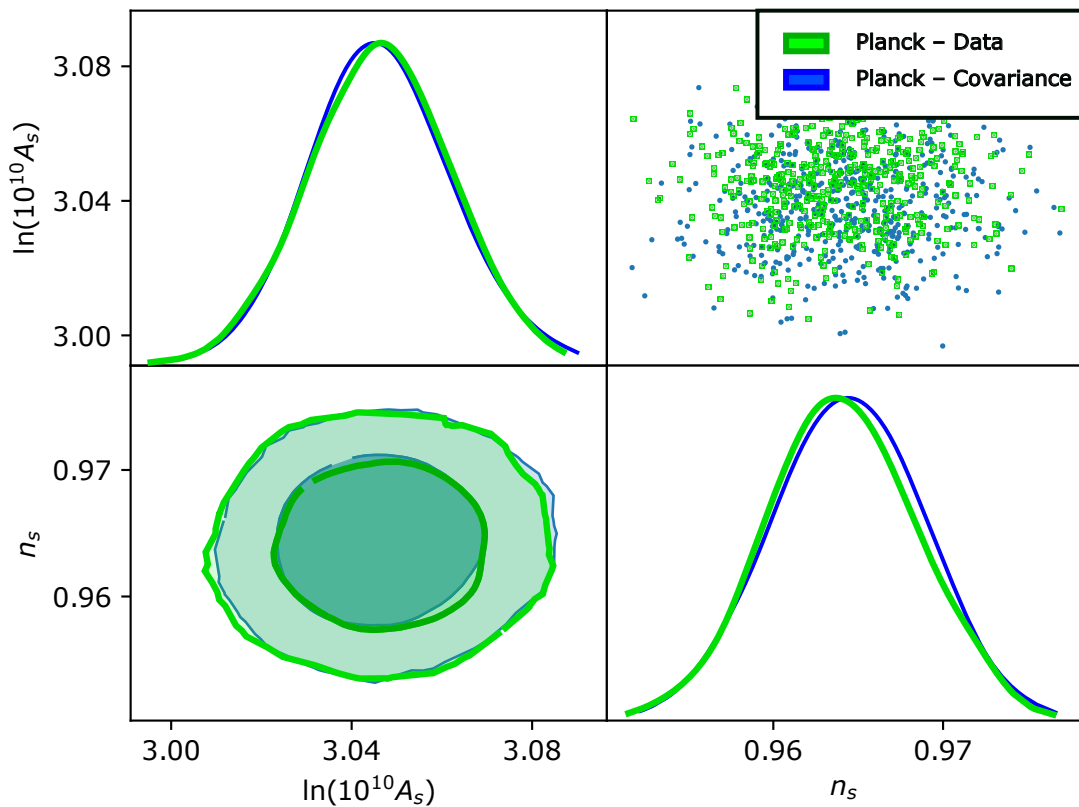 Planck – Data
Planck – Covariance
3.08
3.04
3.00
ln(10¹⁰Aₛ)
0.97
0.96
nₛ
3.00 3.04 3.08
ln(10¹⁰Aₛ)
0.96 0.97
nₛ